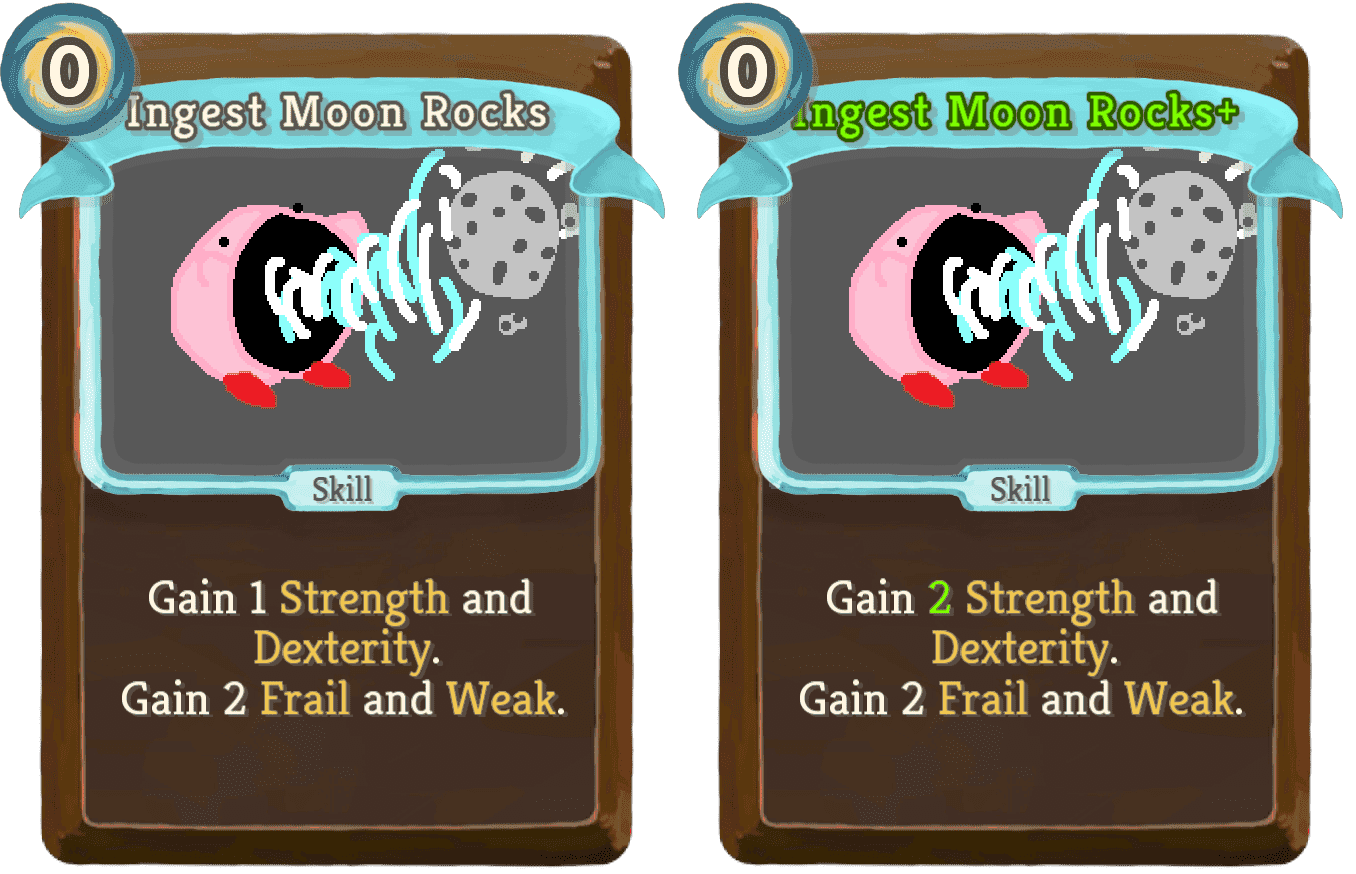 0
Ingest Moon Rocks
Skill
Gain 1 Strength and
Dexterity.
Gain 2 Frail and Weak.
0
Ingest Moon Rocks+
Skill
Gain 2 Strength and
Dexterity.
Gain 2 Frail and Weak.